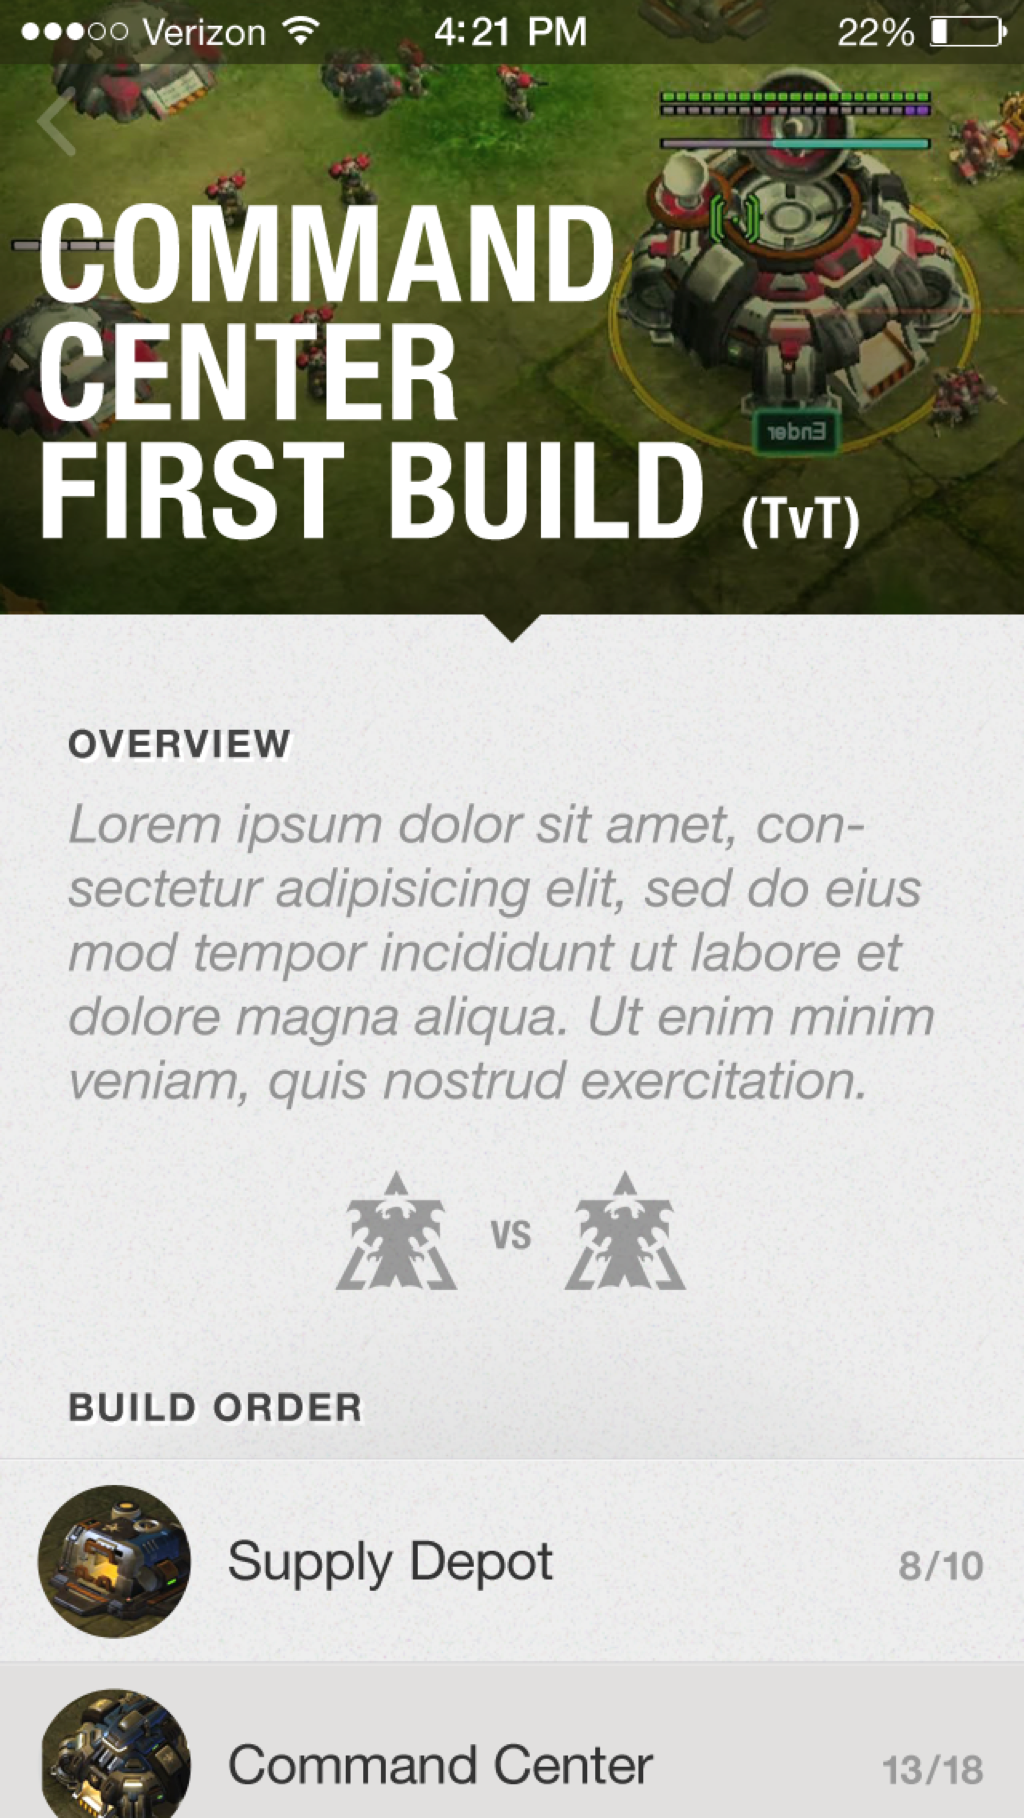 Verizon 4:21 PM 22%
COMMAND
CENTER
FIRST BUILD (TvT)
Ender
OVERVIEW
Lorem ipsum dolor sit amet, con-
sectetur adipisicing elit, sed do eius
mod tempor incididunt ut labore et
dolore magna aliqua. Ut enim minim
veniam, quis nostrud exercitation.
VS
BUILD ORDER
Supply Depot 8/10
Command Center 13/18